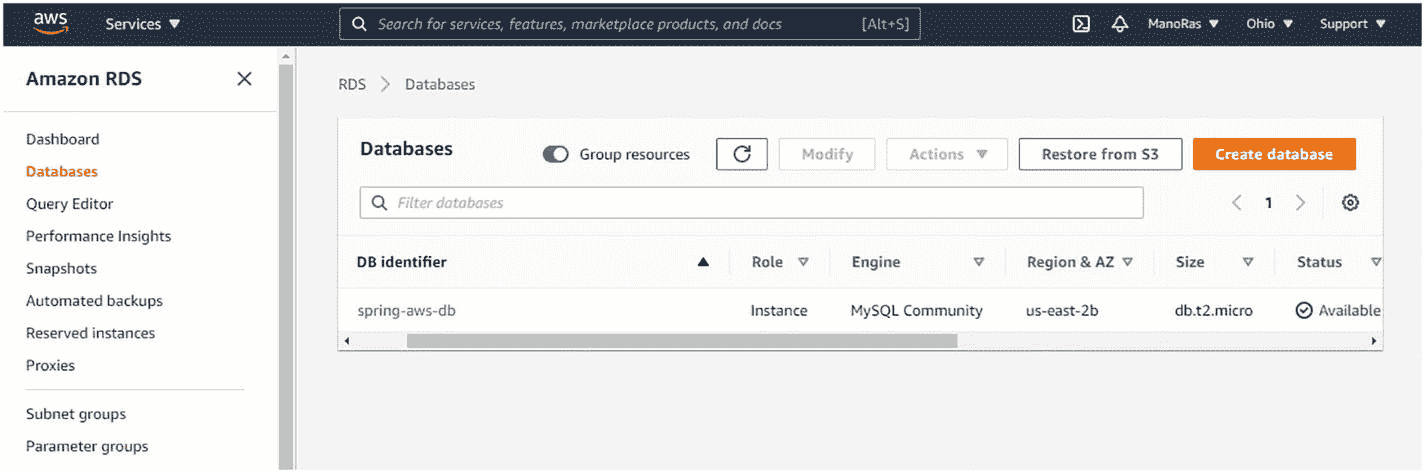 aws Services Search for services, features, marketplace products, and docs [Alt+S] ManoRas Ohio Support
Amazon RDS
Dashboard
Databases
Query Editor
Performance Insights
Snapshots
Automated backups
Reserved instances
Proxies
Subnet groups
Parameter groups
RDS > Databases
Databases Group resources Modify Actions Restore from S3 Create database
Filter databases 1
DB identifier Role Engine Region & AZ Size Status
spring-aws-db Instance MySQL Community us-east-2b db.t2.micro Available